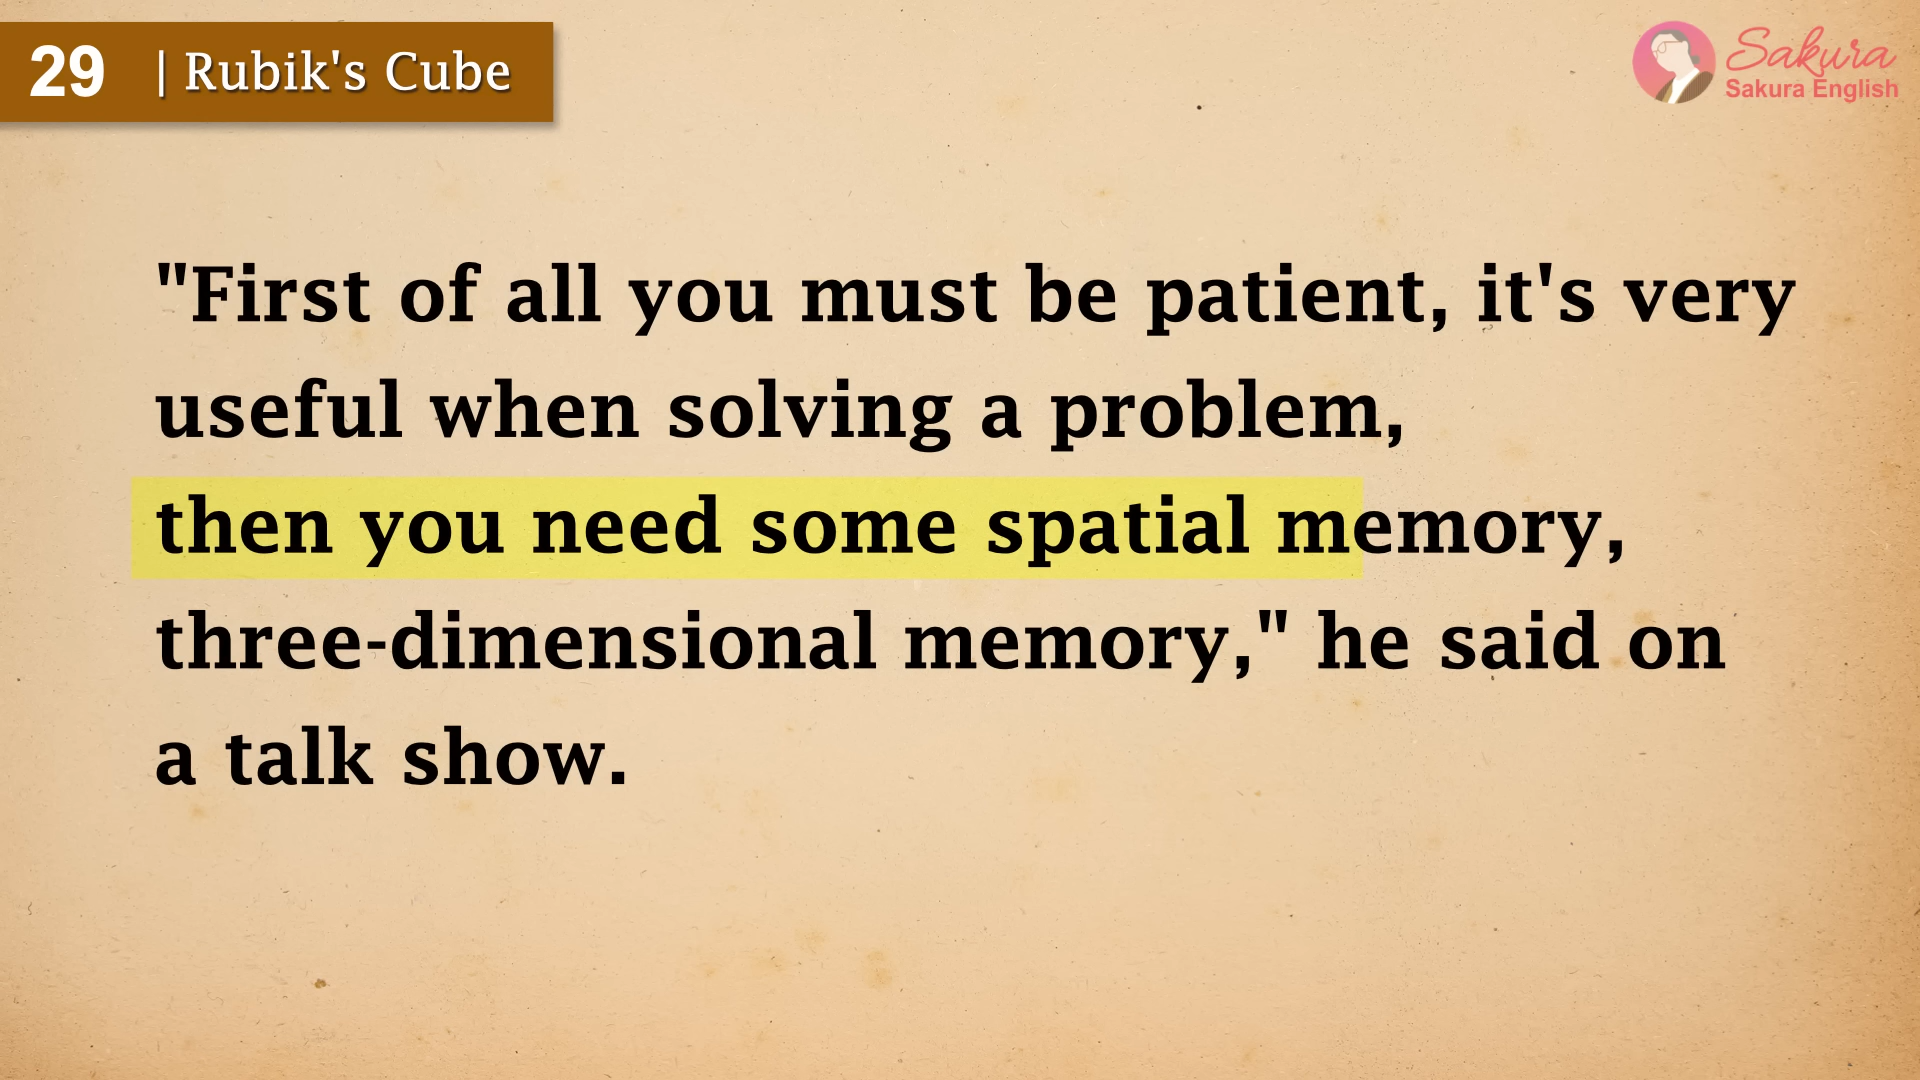 29 | Rubik's Cube
Sakura
Sakura English
"First of all you must be patient, it's very
useful when solving a problem,
then you need some spatial memory,
three-dimensional memory," he said on
a talk show.